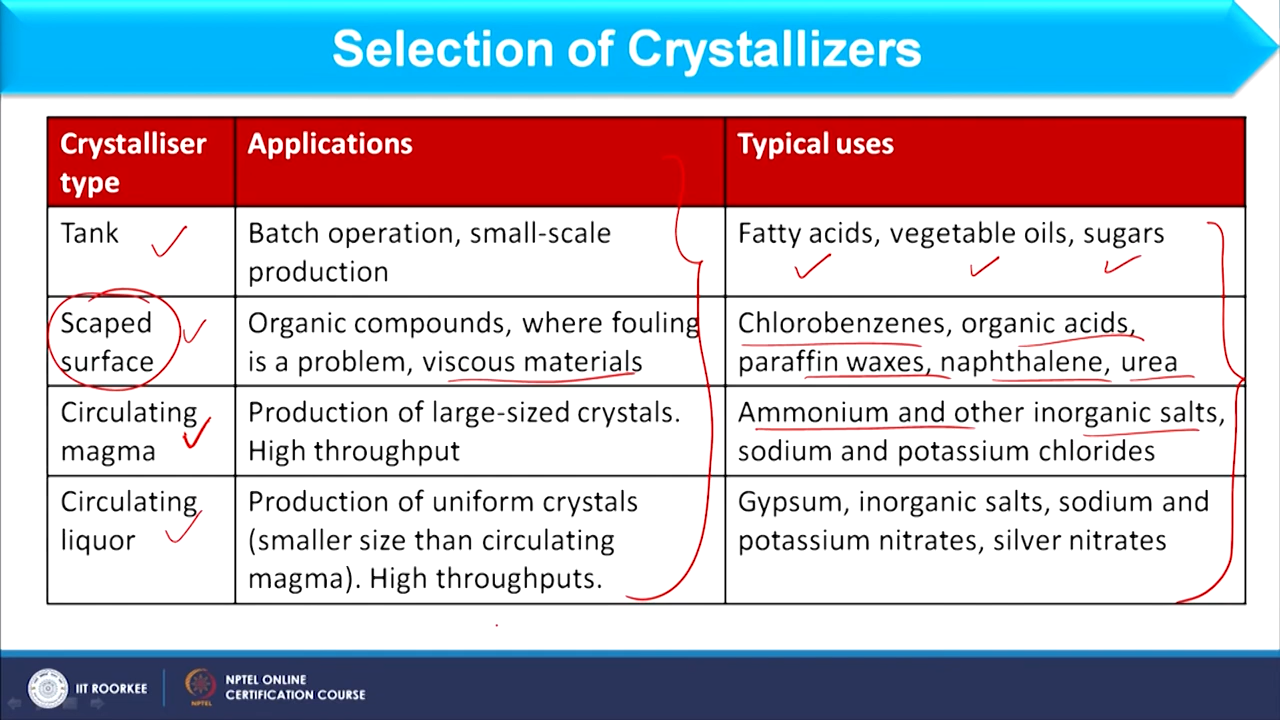 Selection of Crystallizers
Crystalliser
type
Applications
Typical uses
Tank
Batch operation, small-scale
production
Fatty acids, vegetable oils, sugars
Scaped
surface
Organic compounds, where fouling
is a problem, viscous materials
Chlorobenzenes, organic acids,
paraffin waxes, naphthalene, urea
Circulating
magma
Production of large-sized crystals.
High throughput
Ammonium and other inorganic salts,
sodium and potassium chlorides
Circulating
liquor
Production of uniform crystals
(smaller size than circulating
magma). High throughputs.
Gypsum, inorganic salts, sodium and
potassium nitrates, silver nitrates
IIT ROORKEE
NPTEL
NPTEL ONLINE
CERTIFICATION COURSE